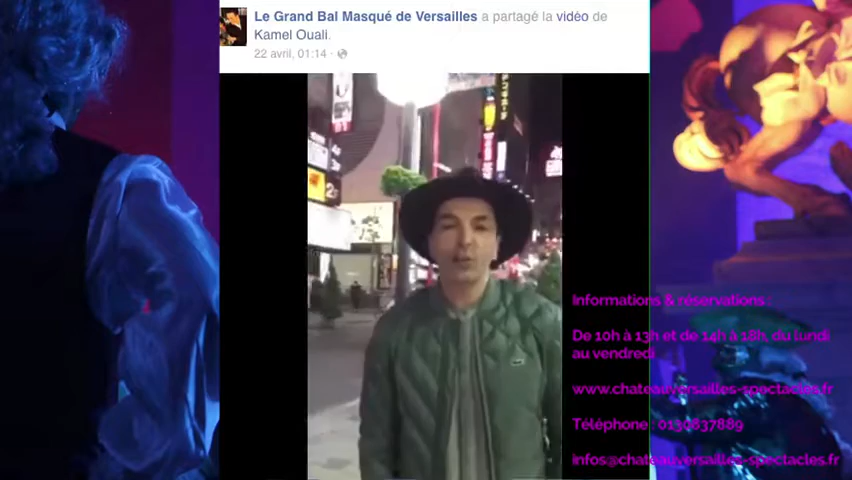 Le Grand Bal Masqué de Versailles a partagé la vidéo de
Kamel Ouali.
22 avril, 01:14 ·
Informations & réservations :
De 10h à 13h et de 14h à 18h, du lundi
au vendredi
www.chateauversailles-spectacles.fr
Téléphone : 0130837889
infos@chateauversailles-spectacles.fr